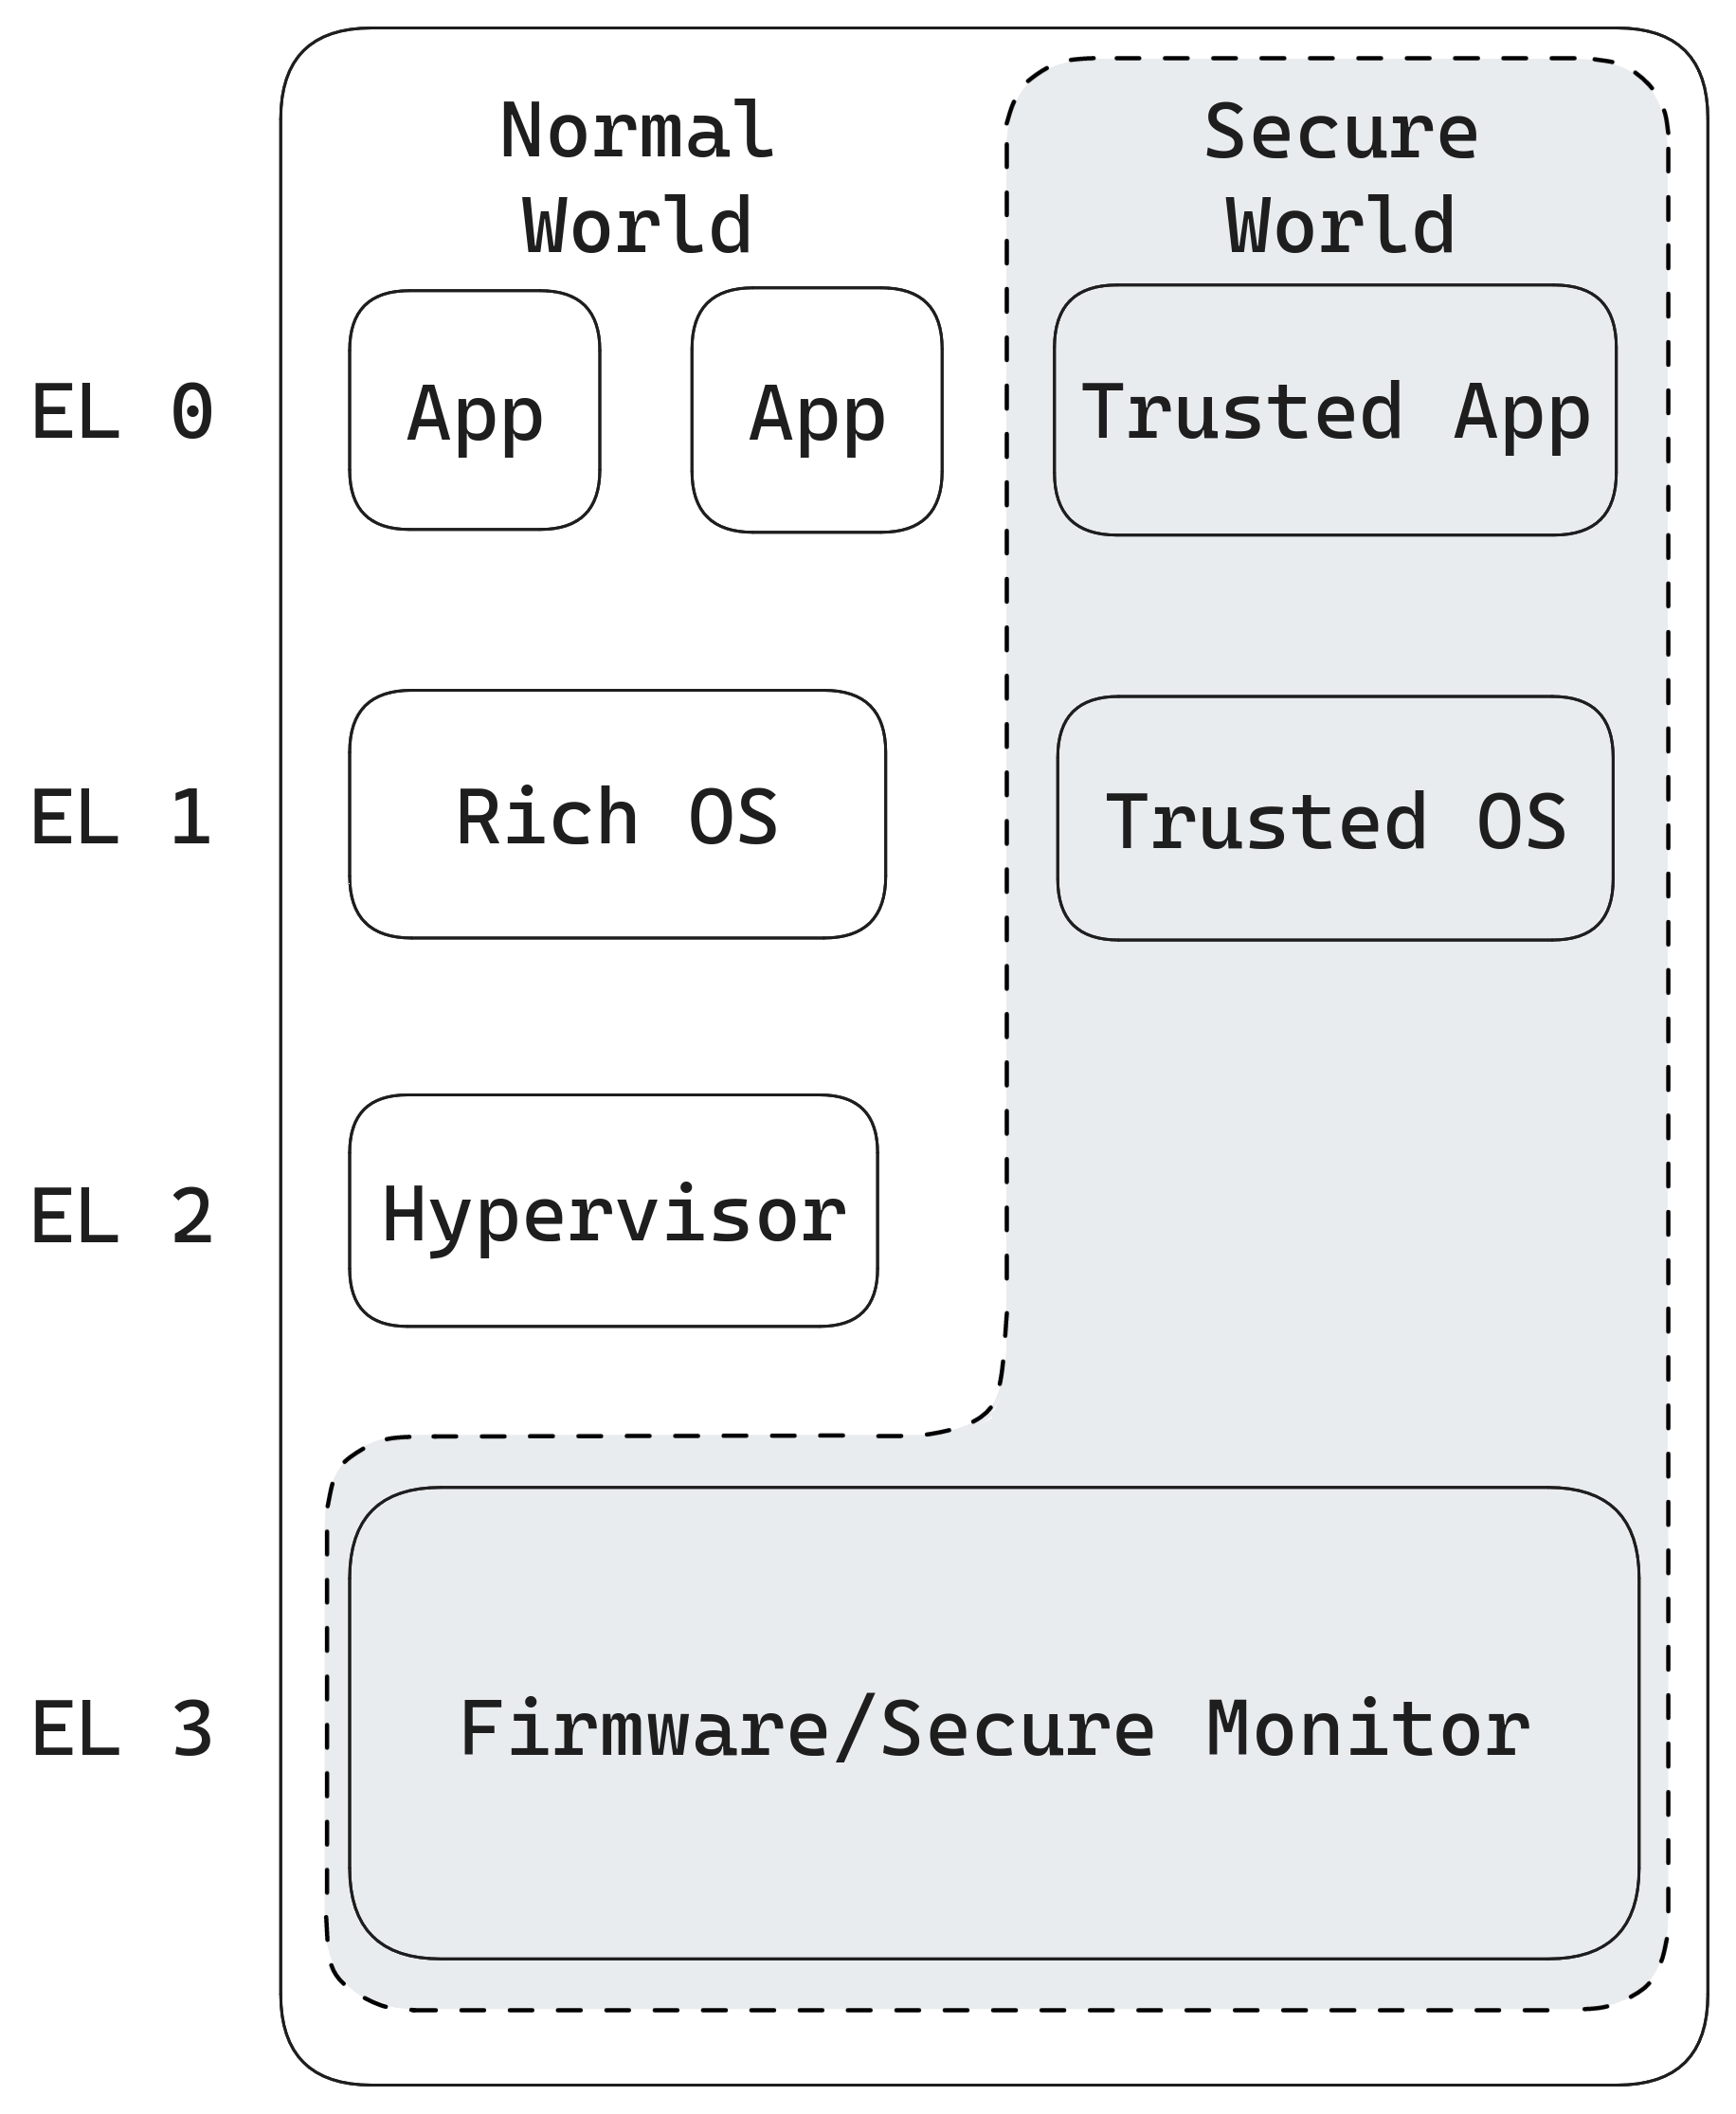 Normal
World
Secure
World
EL 0
App
App
Trusted App
EL 1
Rich OS
Trusted OS
EL 2
Hypervisor
EL 3
Firmware/Secure Monitor